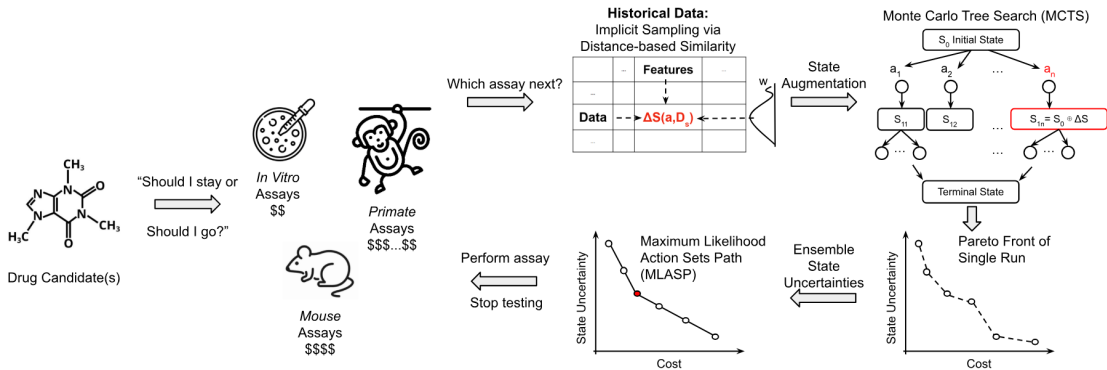 CH₃
N
N
O
N
N
CH₃
H₃C
O
Drug Candidate(s)
“Should I stay or
Should I go?”
In Vitro
Assays
$$
Primate
Assays
$$$...$$
Mouse
Assays
$$$$
Which assay next?
Historical Data:
Implicit Sampling via
Distance-based Similarity
...
Features
...
...
Data
ΔS(a,Dₛ)
...
w
State
Augmentation
Monte Carlo Tree Search (MCTS)
S₀ Initial State
a₁
a₂
...
aₙ
S₁₁
S₁₂
...
S₁ₙ= S₀ ⊕ ΔS
...
...
Terminal State
Pareto Front of
Single Run
State Uncertainty
Cost
Ensemble
State
Uncertainties
Maximum Likelihood
Action Sets Path
(MLASP)
State Uncertainty
Cost
Perform assay
Stop testing